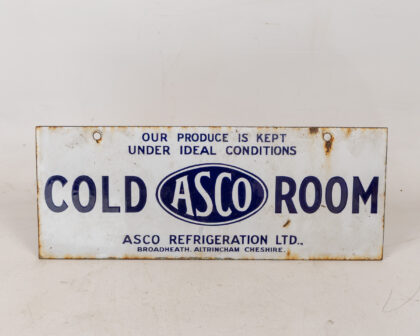 OUR PRODUCE IS KEPT
UNDER IDEAL CONDITIONS
COLD ASCO ROOM
ASCO REFRIGERATION LTD.,
BROADHEATH. ALTRINCHAM CHESHIRE.